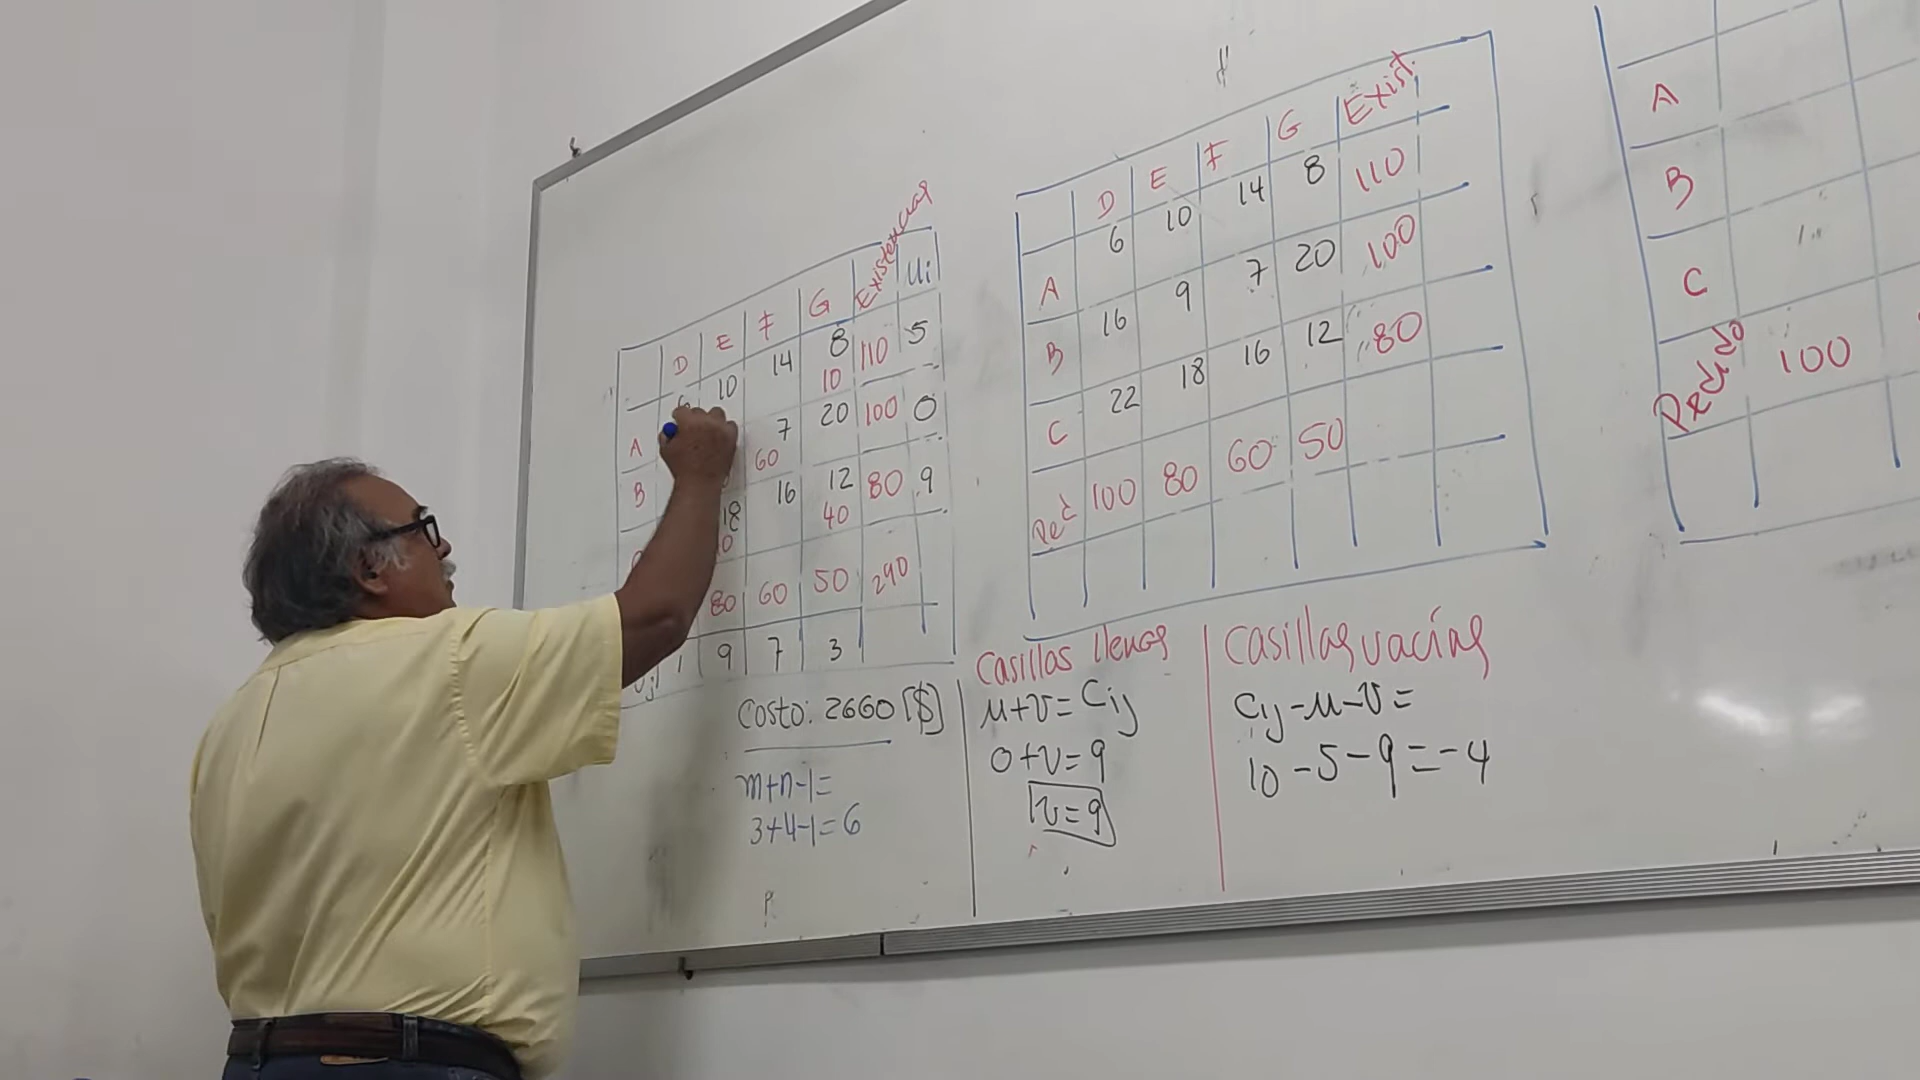 D E F G Existencias Ui
10 14 8 110 5
A 10
7 20 100 0
B 60
18 16 12 80 9
40
80 60 50 290
Vj 1 9 7 3
Costo: 2660 [$]
m+n-1=
3+4-1=6
D E F G Exist.
6 10 14 8 110
A
16 9 7 20 100
B
22 18 16 12 80
C
Ped 100 80 60 50
Casillas llenas
u+v=Cij
0+v=9
v=9
Casillas vacías
Cij-u-v=
10-5-9=-4
A
B
C
Pedido 100